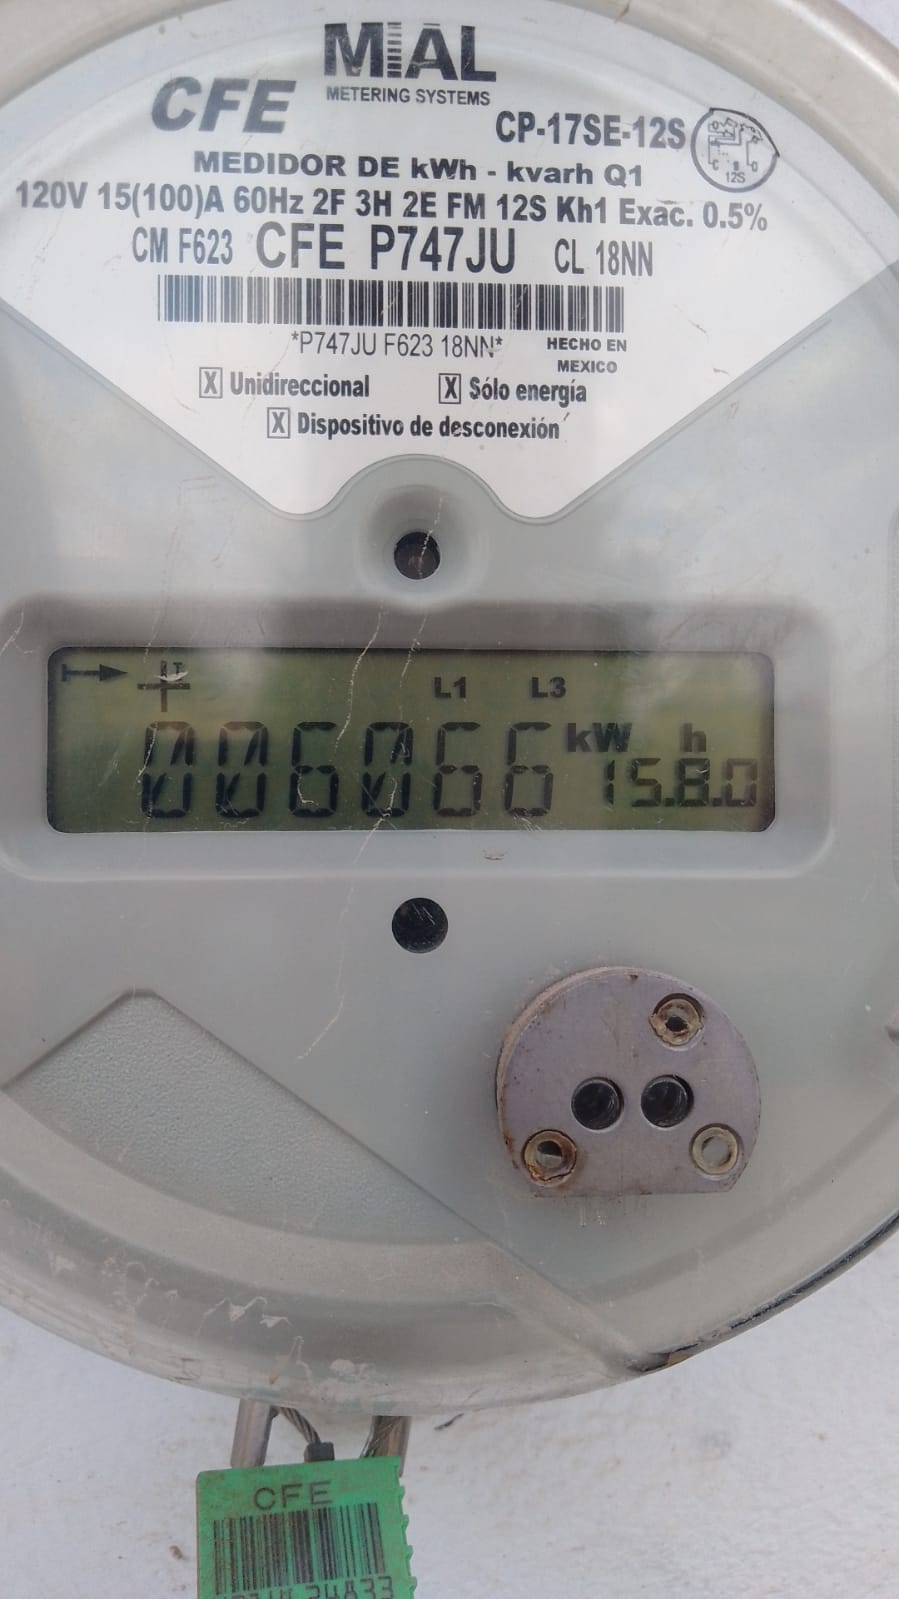 MIAL
METERING SYSTEMS
CFE
CP-17SE-12S
12S
MEDIDOR DE kWh - kvarh Q1
120V 15(100)A 60Hz 2F 3H 2E FM 12S Kh1 Exac. 0.5%
CM F623 CFE P747JU CL 18NN
*P747JU F623 18NN*
HECHO EN
MEXICO
X Unidireccional X Sólo energía
X Dispositivo de desconexión
L1 L3
006066 kW h 15.8.0
CFE